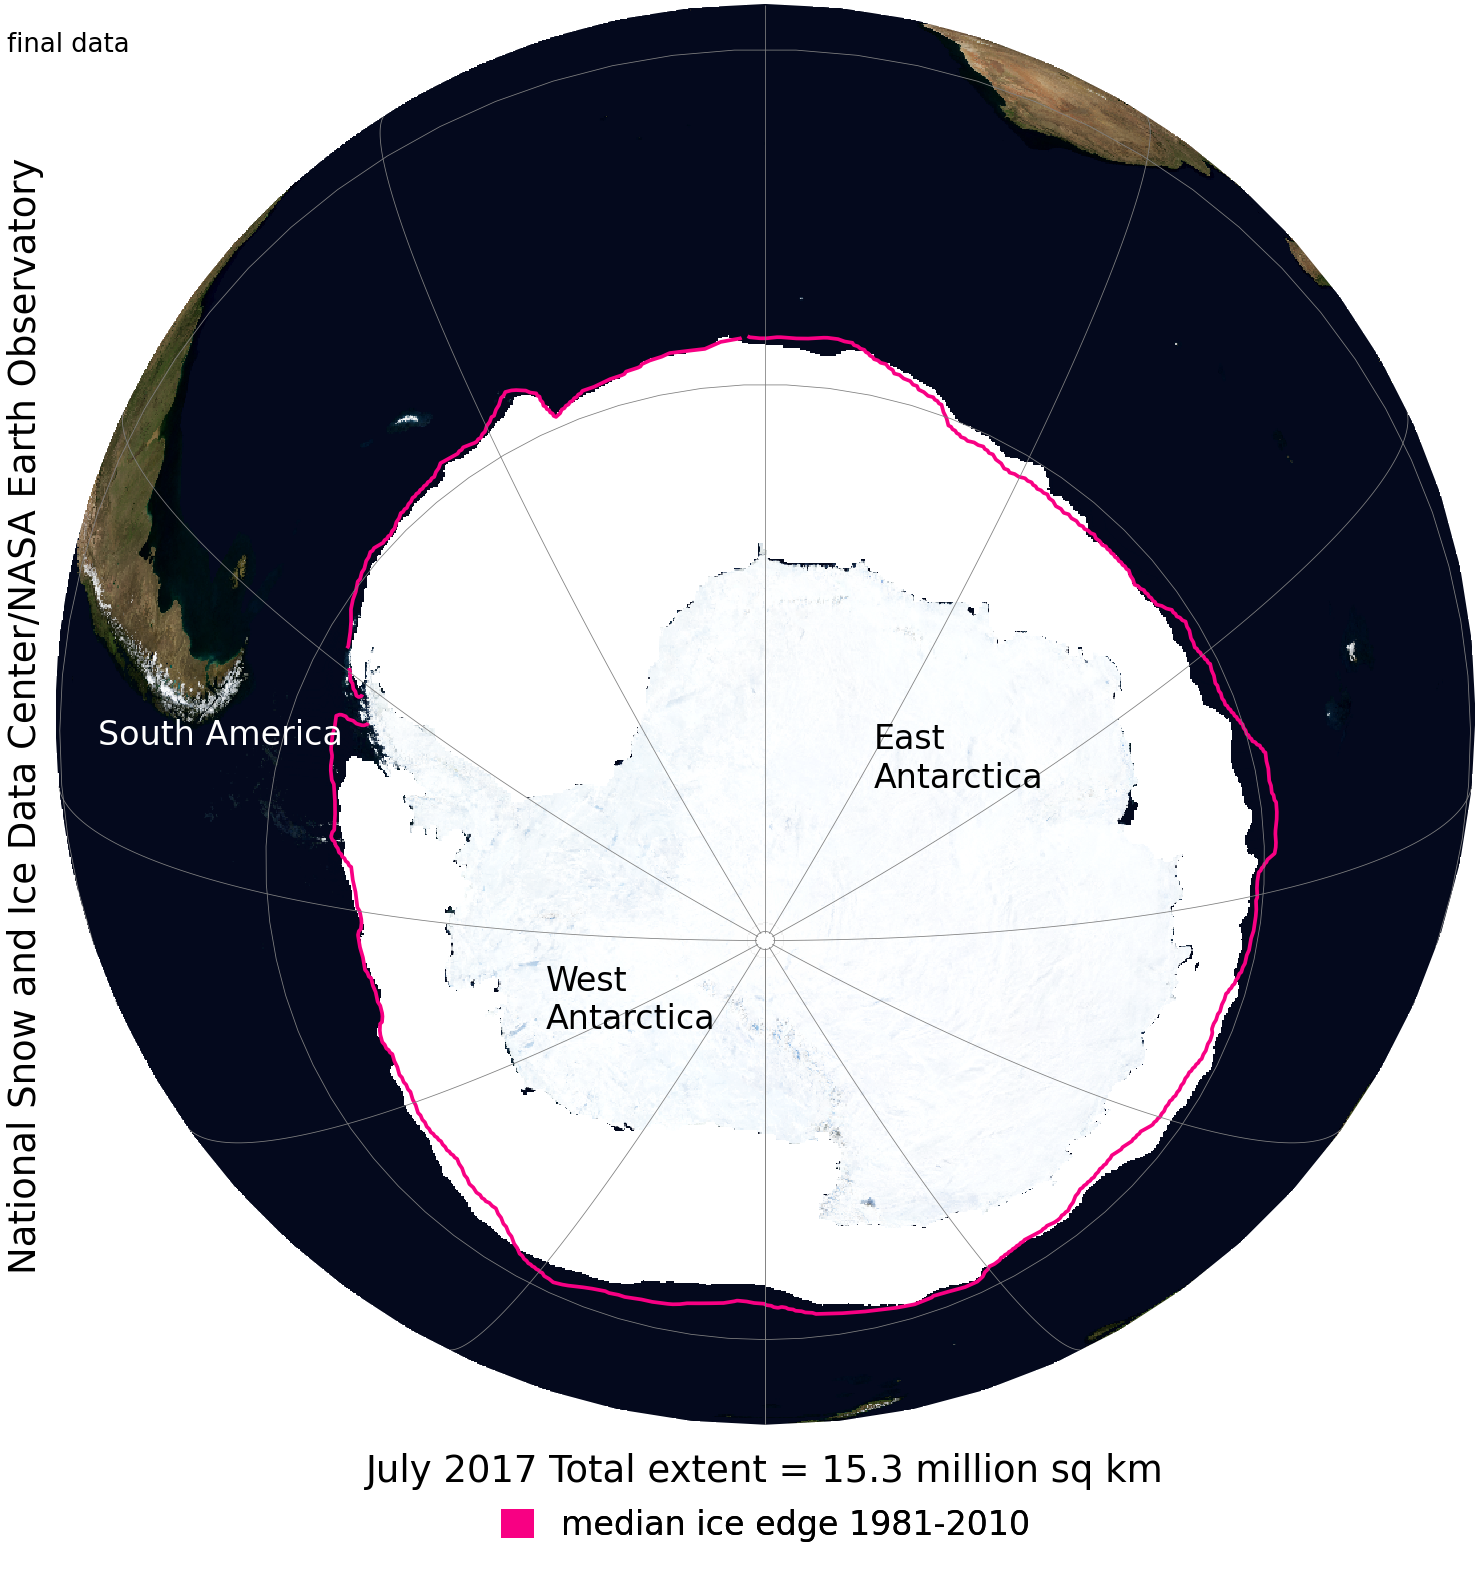 final data
National Snow and Ice Data Center/NASA Earth Observatory
South America
East
Antarctica
West
Antarctica
July 2017 Total extent = 15.3 million sq km
median ice edge 1981-2010